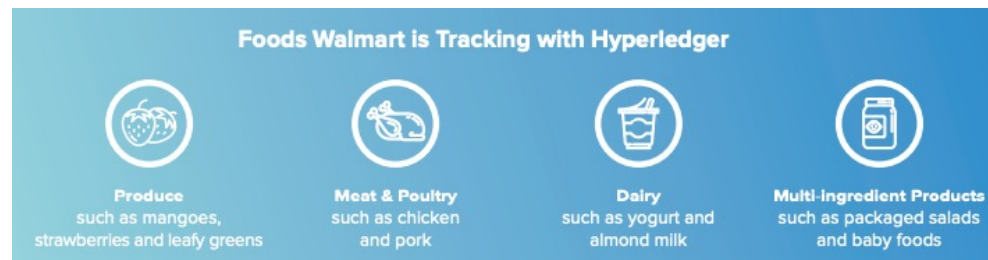 Foods Walmart is Tracking with Hyperledger
Produce
such as mangoes,
strawberries and leafy greens
Meat & Poultry
such as chicken
and pork
Dairy
such as yogurt and
almond milk
Multi-ingredient Products
such as packaged salads
and baby foods